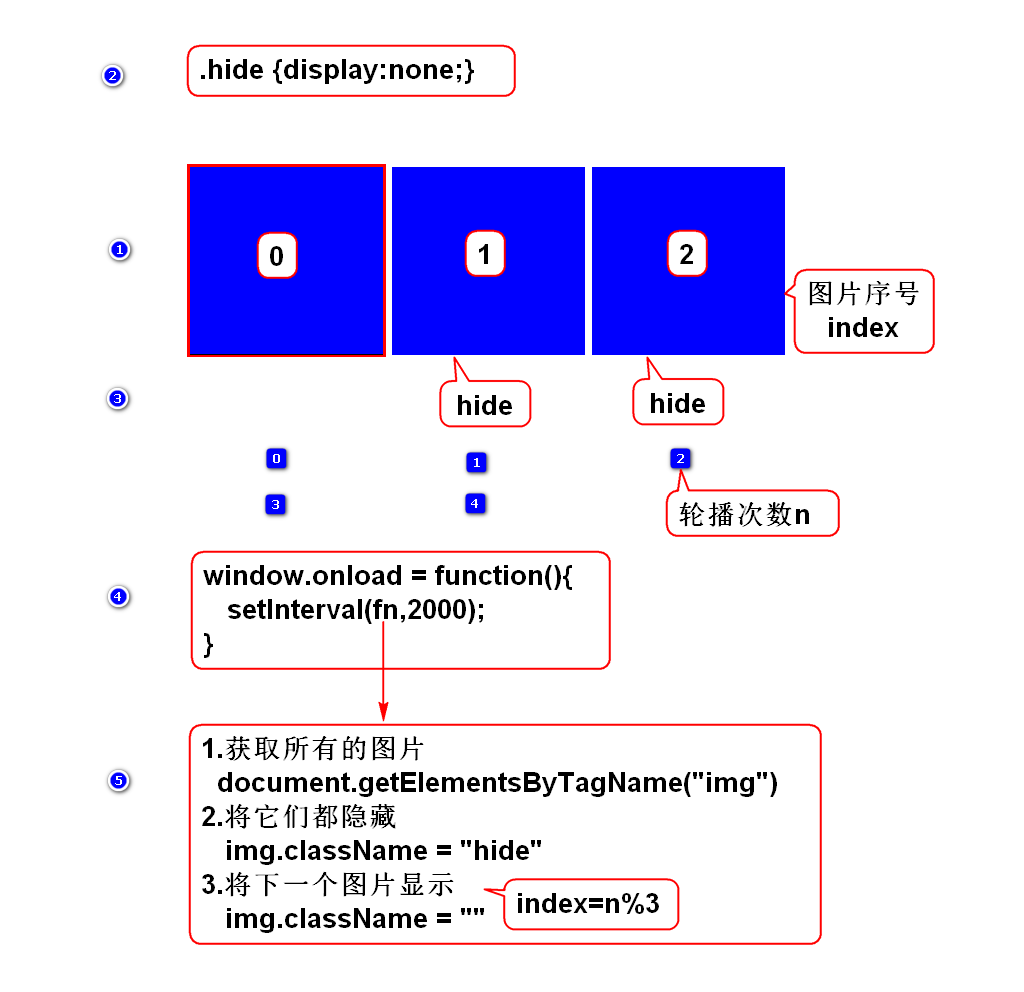 2 .hide {display:none;}
1 0 1 2
图片序号
index
3 hide hide
0 1 2
3 4
轮播次数n
window.onload = function(){
4 setInterval(fn,2000);
}
1.获取所有的图片
5 document.getElementsByTagName("img")
2.将它们都隐藏
img.className = "hide"
3.将下一个图片显示
index=n%3
img.className = ""